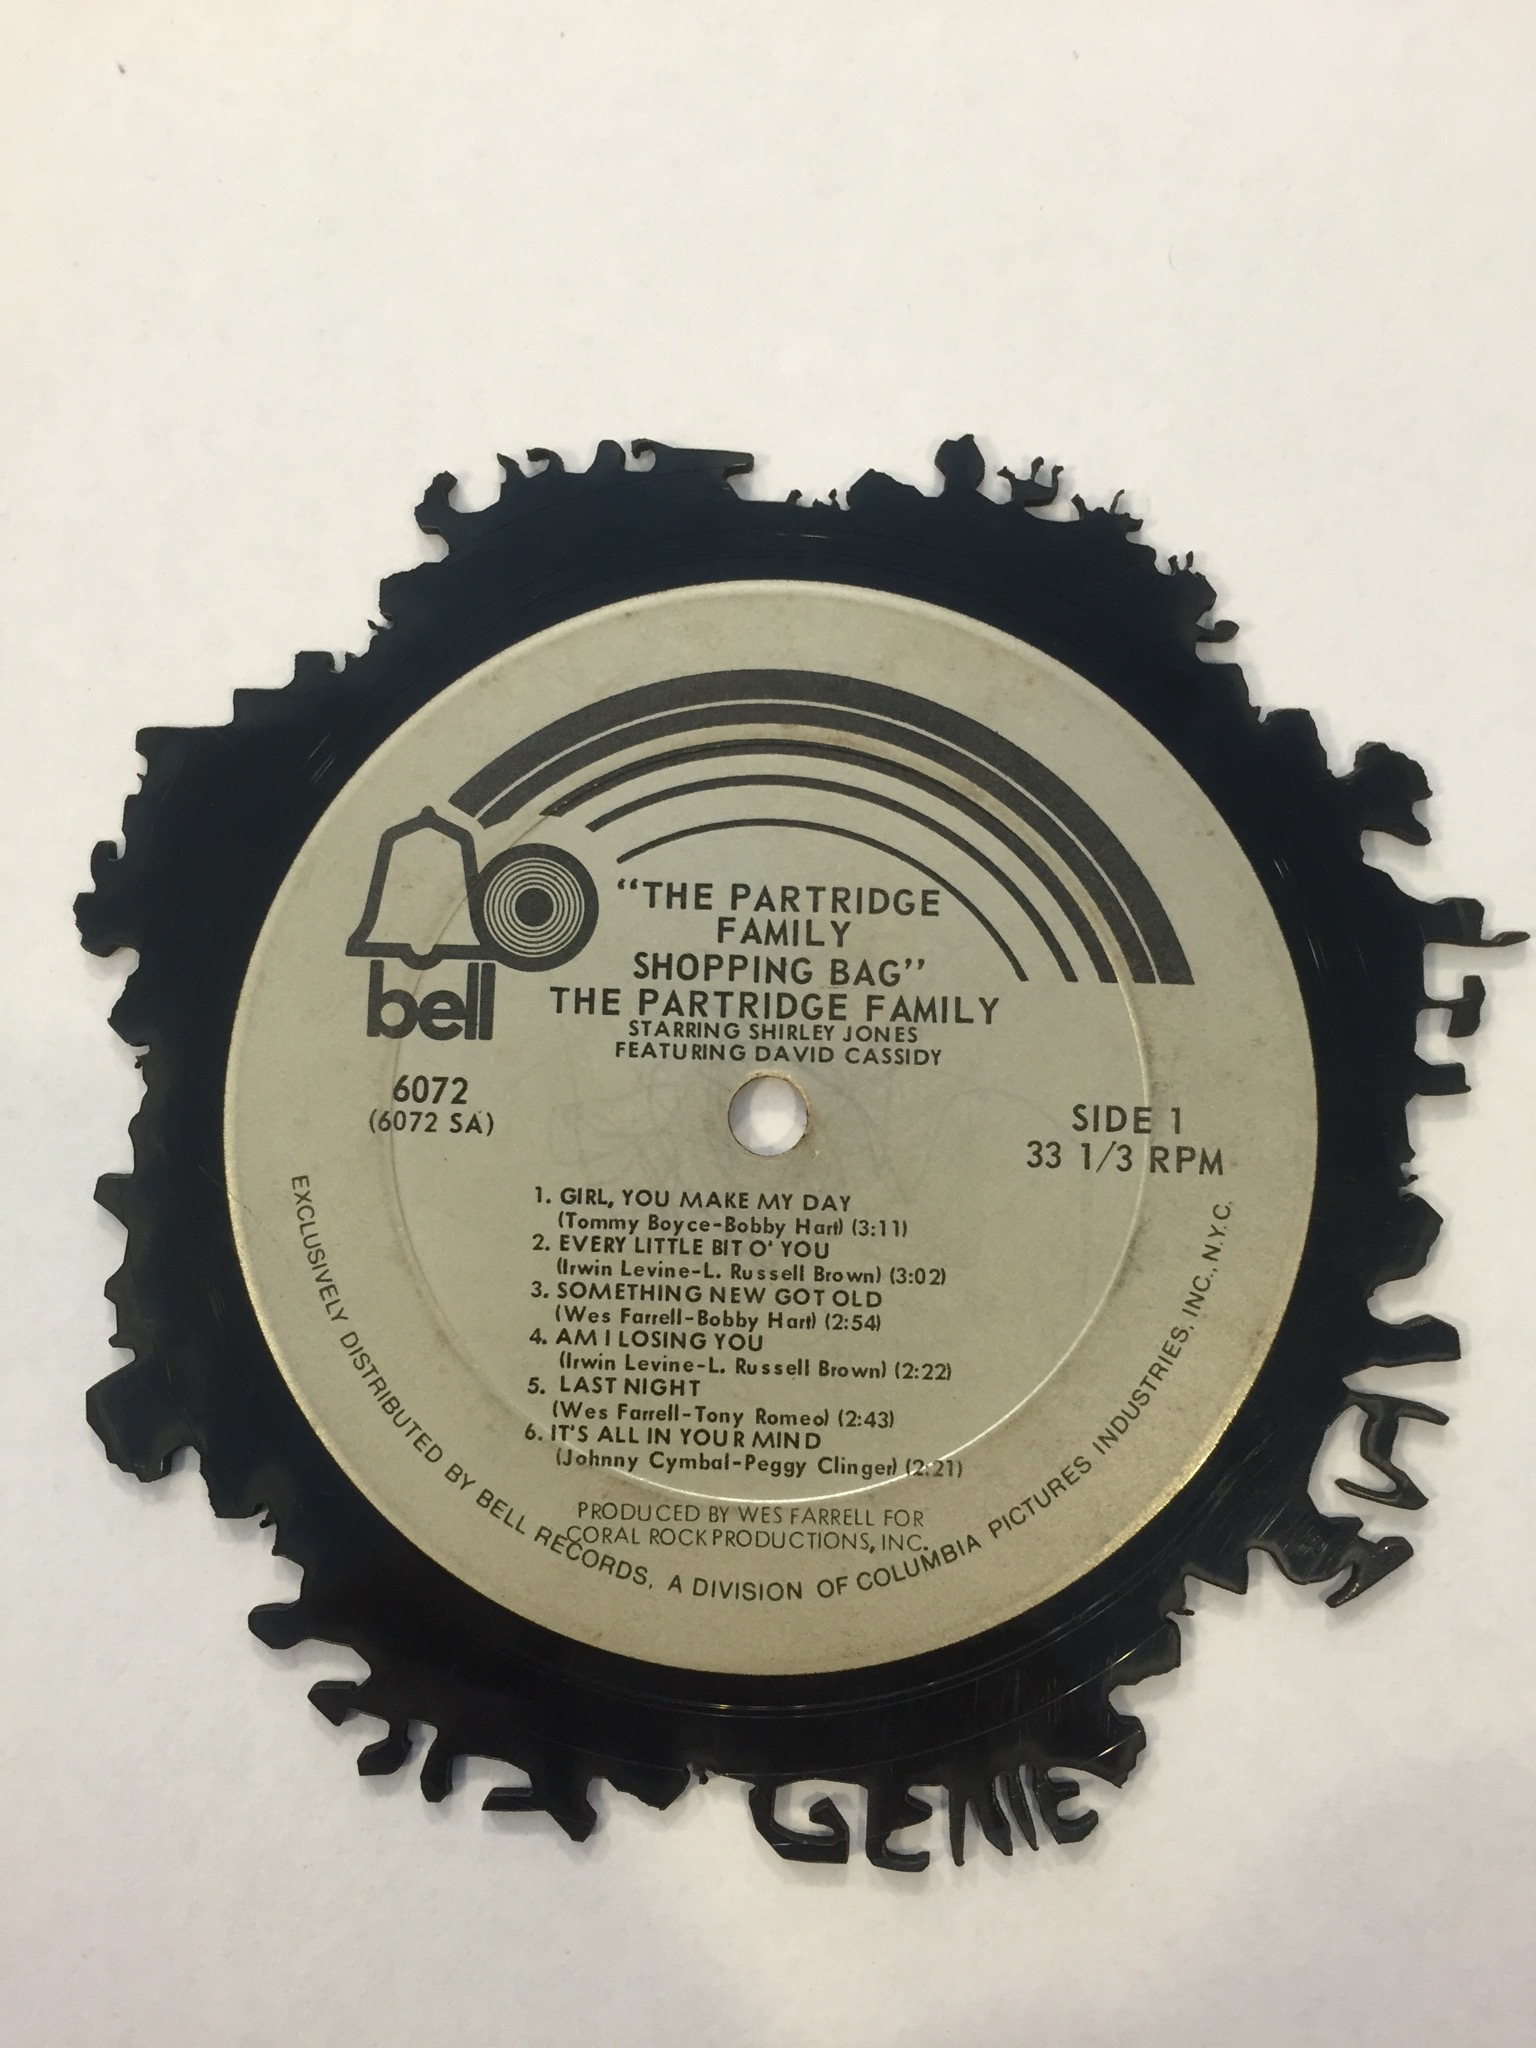 bell
"THE PARTRIDGE
FAMILY
SHOPPING BAG"
THE PARTRIDGE FAMILY
STARRING SHIRLEY JONES
FEATURING DAVID CASSIDY
6072
(6072 SA)
SIDE 1
33 1/3 RPM
1. GIRL, YOU MAKE MY DAY
(Tommy Boyce-Bobby Hart) (3:11)
2. EVERY LITTLE BIT O' YOU
(Irwin Levine-L. Russell Brown) (3:02)
3. SOMETHING NEW GOT OLD
(Wes Farrell-Bobby Hart) (2:54)
4. AM I LOSING YOU
(Irwin Levine-L. Russell Brown) (2:22)
5. LAST NIGHT
(Wes Farrell-Tony Romeo) (2:43)
6. IT'S ALL IN YOUR MIND
(Johnny Cymbal-Peggy Clinger) (2:21)
PRODUCED BY WES FARRELL FOR
CORAL ROCK PRODUCTIONS, INC.
EXCLUSIVELY DISTRIBUTED BY BELL RECORDS, A DIVISION OF COLUMBIA PICTURES INDUSTRIES, INC., N.Y.C.
GENIE